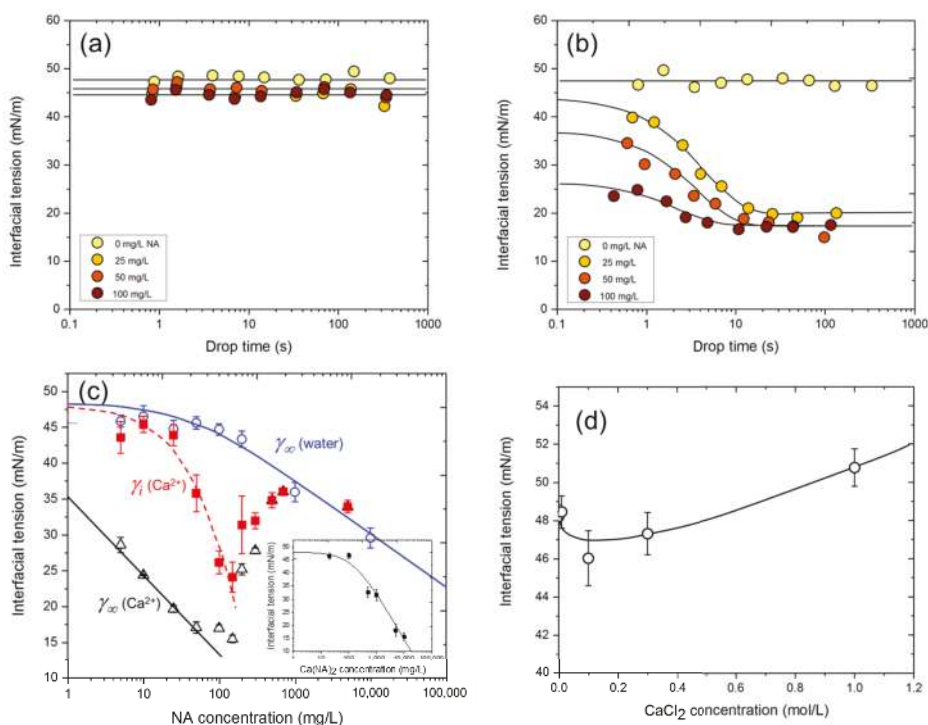 (a)
60
50
40
30
20
10
0
Interfacial tension (mN/m)
0 mg/L NA
25 mg/L
50 mg/L
100 mg/L
0.1 1 10 100 1000
Drop time (s)
(b)
60
50
40
30
20
10
0
Interfacial tension (mN/m)
0 mg/L NA
25 mg/L
50 mg/L
100 mg/L
0.1 1 10 100 1000
Drop time (s)
(c)
50
45
40
35
30
25
20
15
10
Interfacial tension (mN/m)
γ∞ (water)
γi (Ca²⁺)
γ∞ (Ca²⁺)
Interfacial tension (mN/m)
Ca(NA)2 concentration (mg/L)
1 10 100 1000 10,000 100.000
NA concentration (mg/L)
(d)
54
52
50
48
46
44
42
40
Interfacial tension (mN/m)
0.0 0.2 0.4 0.6 0.8 1.0 1.2
CaCl2 concentration (mol/L)